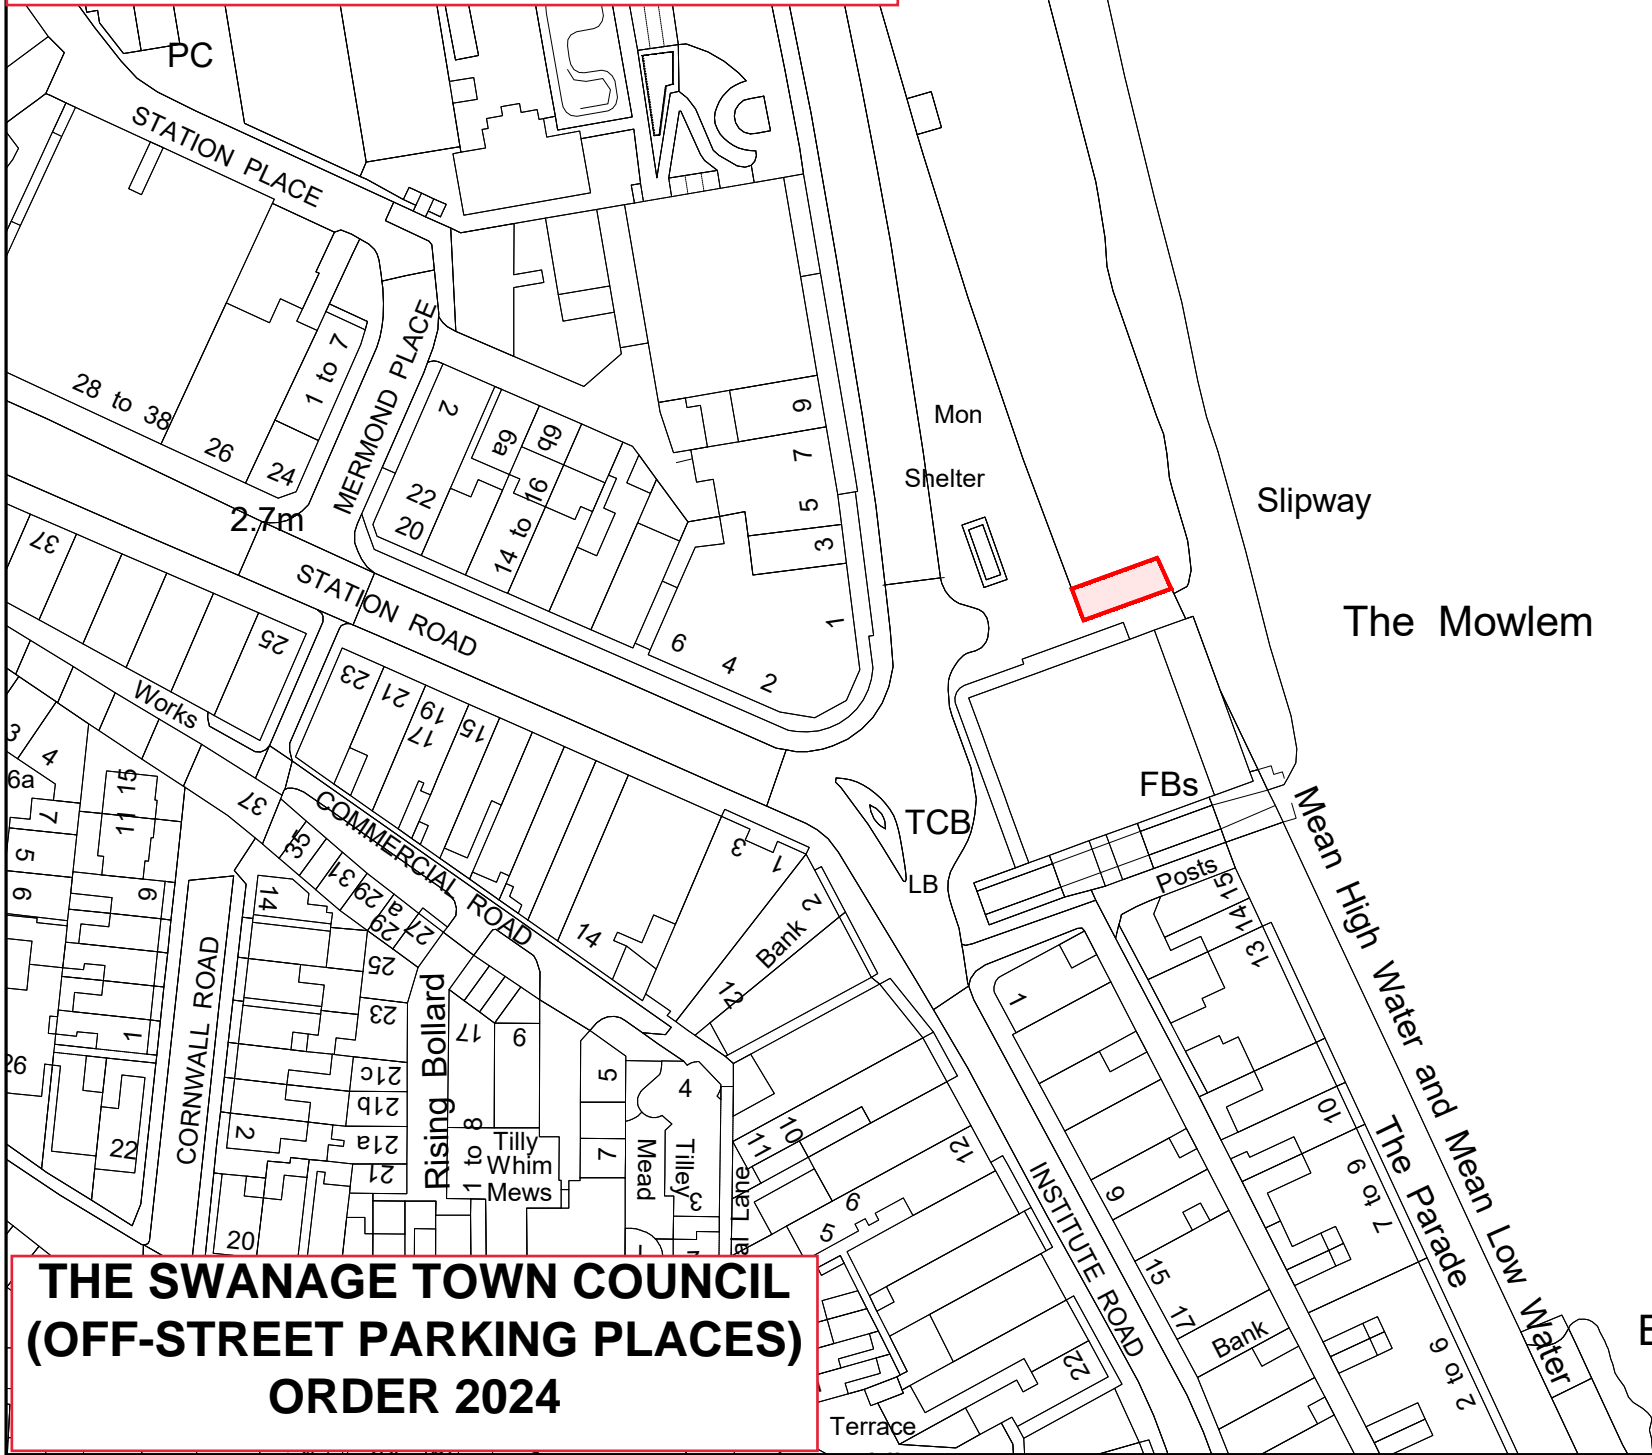 PC
STATION PLACE
MERMOND PLACE
28 to 38
26
24
1 to 7
2.7m
2
6a
6b
22
20
14 to 16
9
7
5
3
1
6
4
2
Mon
Shelter
Slipway
The Mowlem
37
25
STATION ROAD
Works
23
21
19
17
15
3
4
6a
7
5
6
11
15
9
37
35
31
29a
29
27
COMMERCIAL ROAD
14
3
1
2
Bank
12
TCB
LB
FBs
Posts
15
14
13
Mean High Water and Mean Low Water
14
25
23
21c
21b
21a
21
CORNWALL ROAD
1
26
22
2
20
Rising Bollard
17
9
1 to 8
Tilly
Whim
Mews
5
7
4
Tilley
Mead
3
11
10
12
6
5
1
9
15
17
Bank
22
INSTITUTE ROAD
10
9 to 7
The Parade
2 to 6
Terrace
THE SWANAGE TOWN COUNCIL
(OFF-STREET PARKING PLACES)
ORDER 2024